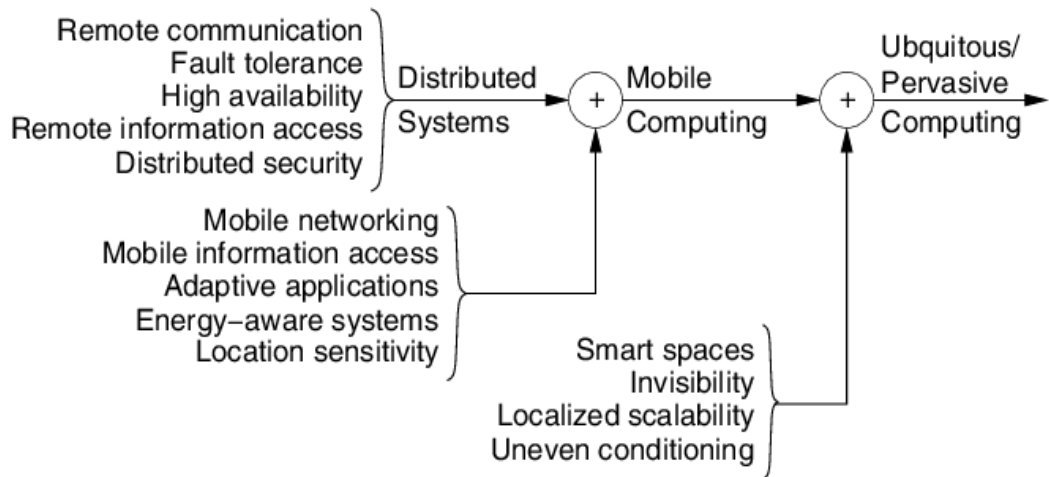 Remote communication
Fault tolerance
High availability
Remote information access
Distributed security
Distributed
Systems
+
Mobile
Computing
+
Ubquitous/
Pervasive
Computing
Mobile networking
Mobile information access
Adaptive applications
Energy−aware systems
Location sensitivity
Smart spaces
Invisibility
Localized scalability
Uneven conditioning